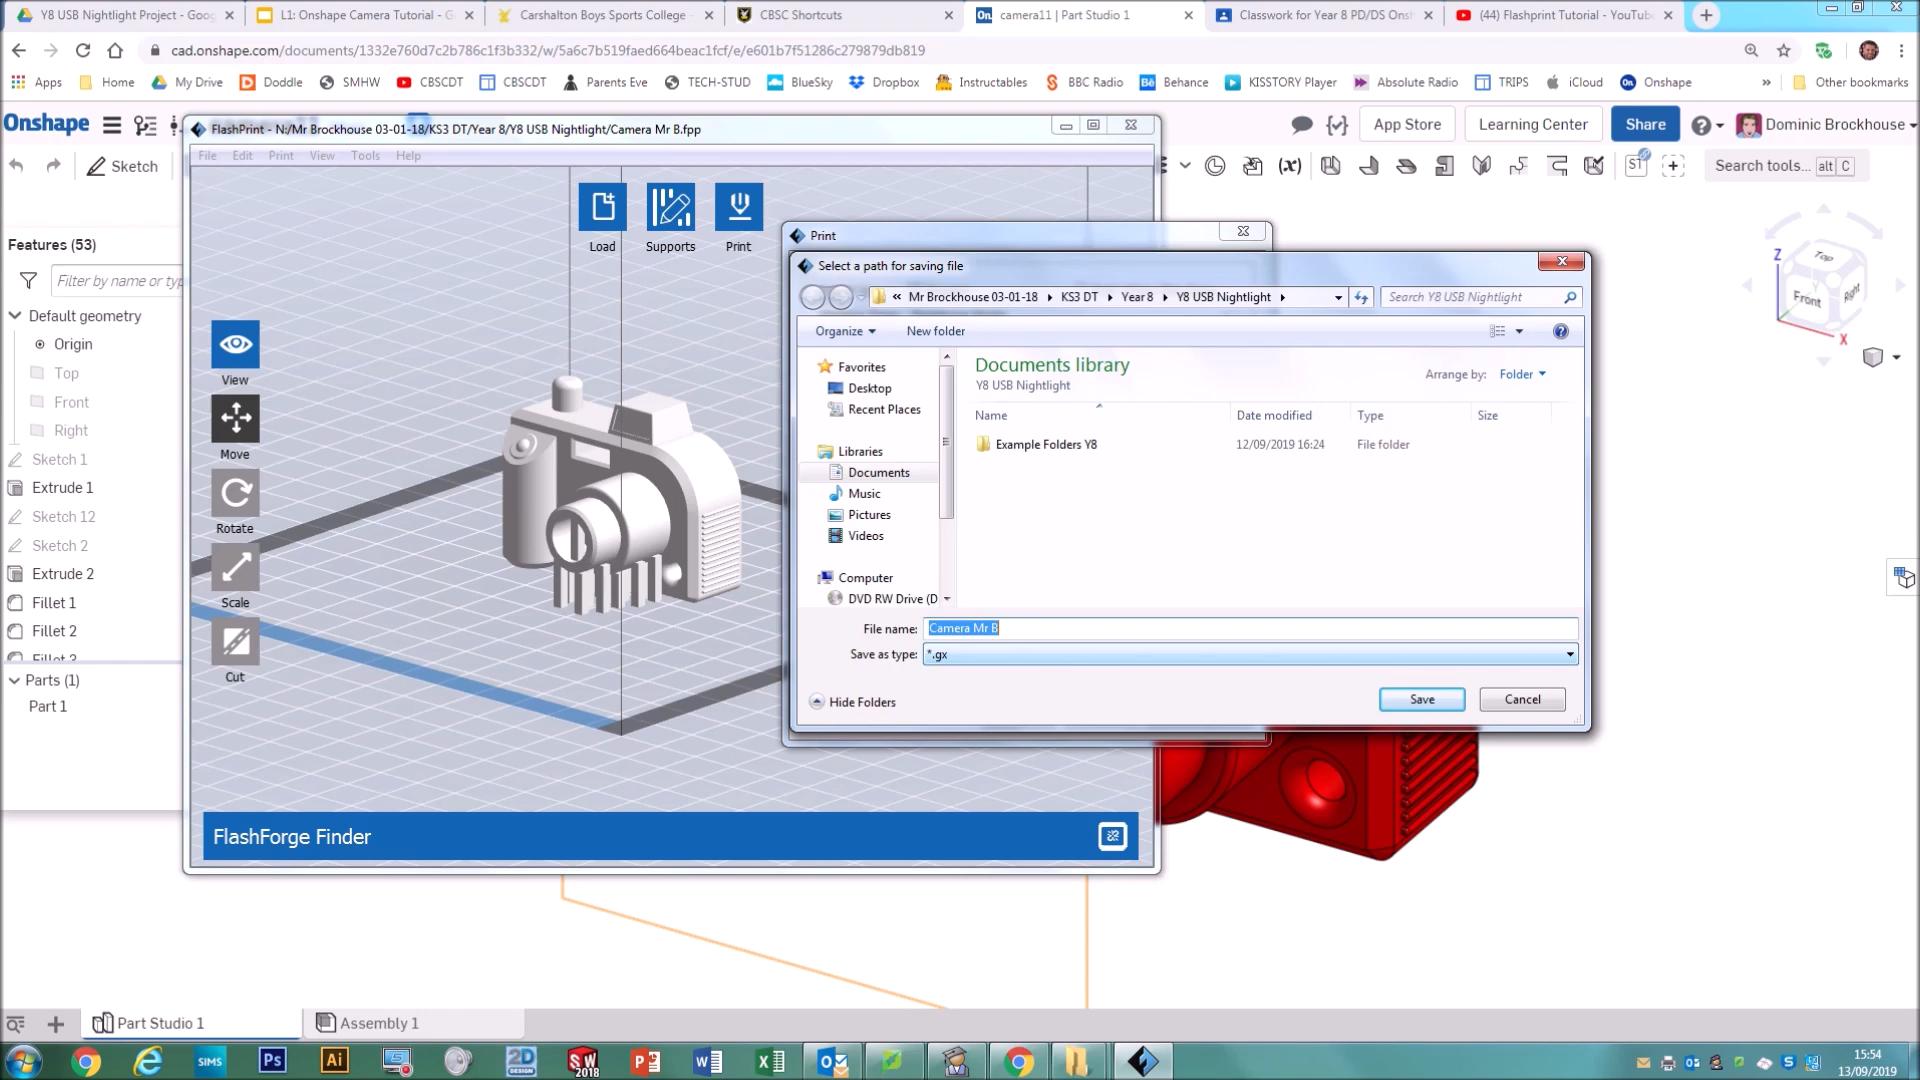 Y8 USB Nightlight Project - Goog
L1: Onshape Camera Tutorial - G
Carshalton Boys Sports College -
CBSC Shortcuts
camera11 | Part Studio 1
Classwork for Year 8 PD/DS Onsh
(44) Flashprint Tutorial - YouTube
cad.onshape.com/documents/1332e760d7c2b786c1f3b332/w/5a6c7b519faed664beac1fcf/e/e601b7f51286c279879db819
Apps
Home
My Drive
Doddle
SMHW
CBSCDT
CBSCDT
Parents Eve
TECH-STUD
BlueSky
Dropbox
Instructables
BBC Radio
Behance
KISSTORY Player
Absolute Radio
TRIPS
iCloud
Onshape
»
Other bookmarks
Onshape
App Store
Learning Center
Share
Dominic Brockhouse
Sketch
Search tools... alt C
FlashPrint - N:/Mr Brockhouse 03-01-18/KS3 DT/Year 8/Y8 USB Nightlight/Camera Mr B.fpp
File Edit Print View Tools Help
Load
Supports
Print
View
Move
Rotate
Scale
Cut
FlashForge Finder
Features (53)
Filter by name or typ
Default geometry
Origin
Top
Front
Right
Sketch 1
Extrude 1
Sketch 12
Sketch 2
Extrude 2
Fillet 1
Fillet 2
Fillet 3
Parts (1)
Part 1
Print
Select a path for saving file
« Mr Brockhouse 03-01-18 KS3 DT Year 8 Y8 USB Nightlight
Search Y8 USB Nightlight
Organize
New folder
Favorites
Desktop
Recent Places
Libraries
Documents
Music
Pictures
Videos
Computer
DVD RW Drive (D
Documents library
Y8 USB Nightlight
Arrange by: Folder
Name Date modified Type Size
Example Folders Y8 12/09/2019 16:24 File folder
File name: Camera Mr B
Save as type: *.gx
Hide Folders
Save
Cancel
Z
Top
Front
Right
X
Part Studio 1
Assembly 1
SIMS
Ps
Ai
2D
DESIGN
SW
2018
15:54
13/09/2019